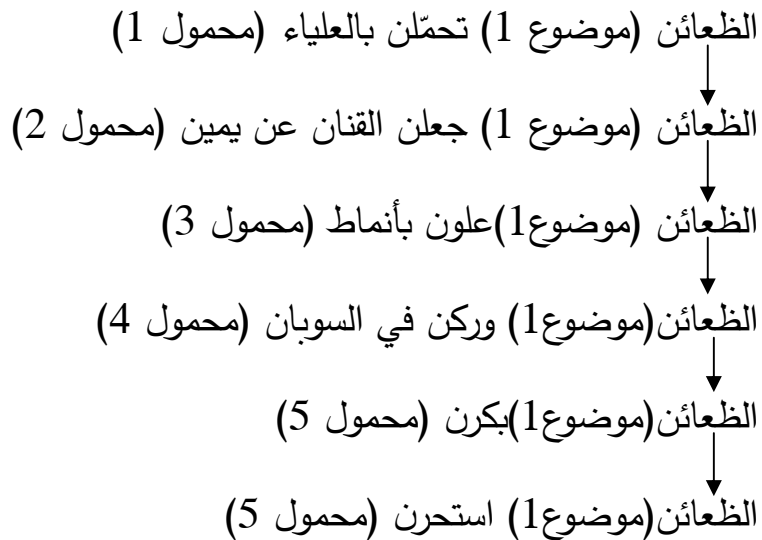 الظعائن (موضوع 1) تحمّلن بالعلياء (محمول 1)
الظعائن (موضوع 1) جعلن القنان عن يمين (محمول 2)
الظعائن (موضوع1)علون بأنماط (محمول 3)
الظعائن(موضوع1) وركن في السوبان (محمول 4)
الظعائن(موضوع1)بكرن (محمول 5)
الظعائن(موضوع1) استحرن (محمول 5)